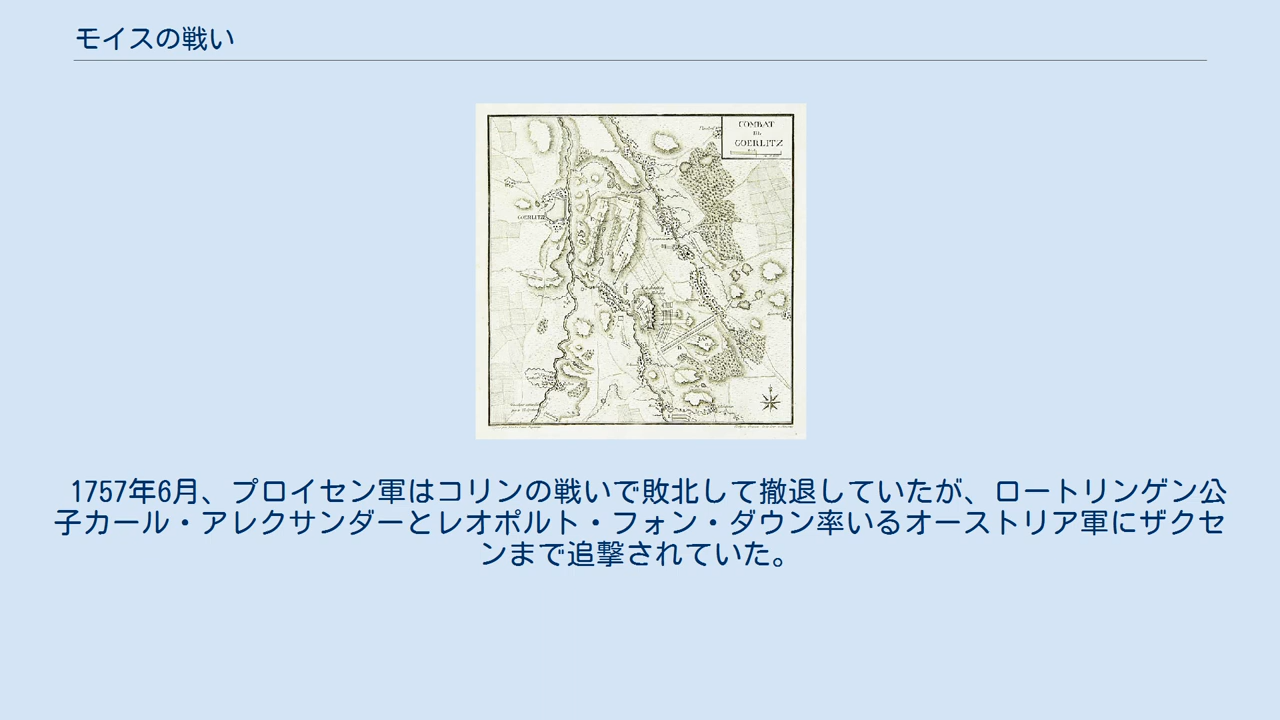 モイスの戦い
COMBAT
DE
GOERLITZ
GOERLITZ
1757年6月、プロイセン軍はコリンの戦いで敗北して撤退していたが、ロートリンゲン公
子カール・アレクサンダーとレオポルト・フォン・ダウン率いるオーストリア軍にザクセ
ンまで追撃されていた。